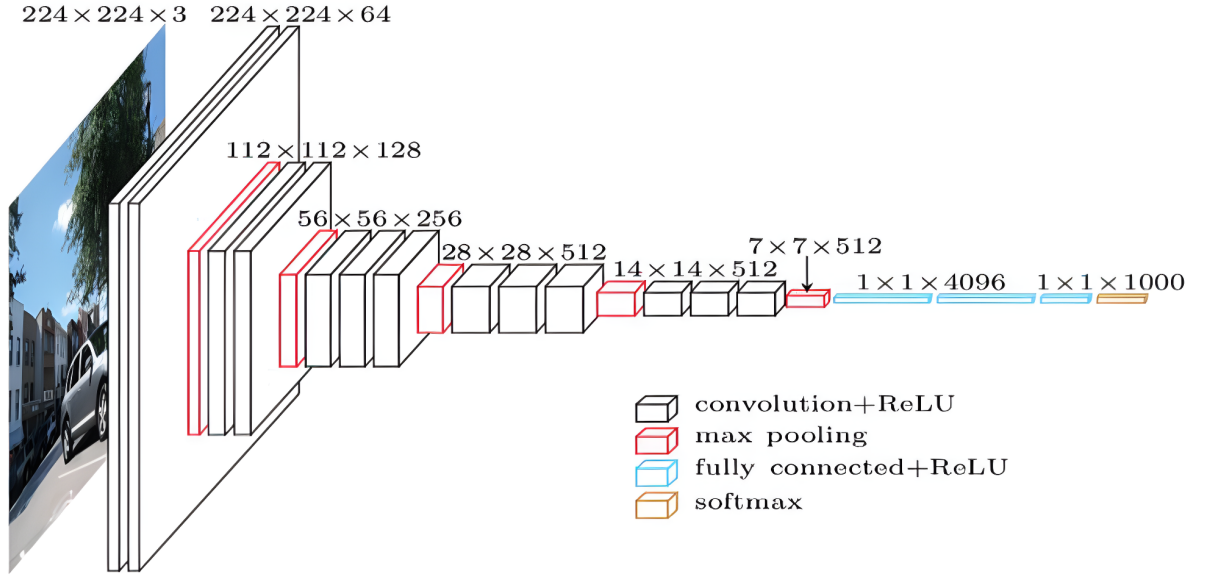 224×224×3
224×224×64
112×112×128
56×56×256
28×28×512
14×14×512
7×7×512
1×1×4096
1×1×1000
convolution+ReLU
max pooling
fully connected+ReLU
softmax